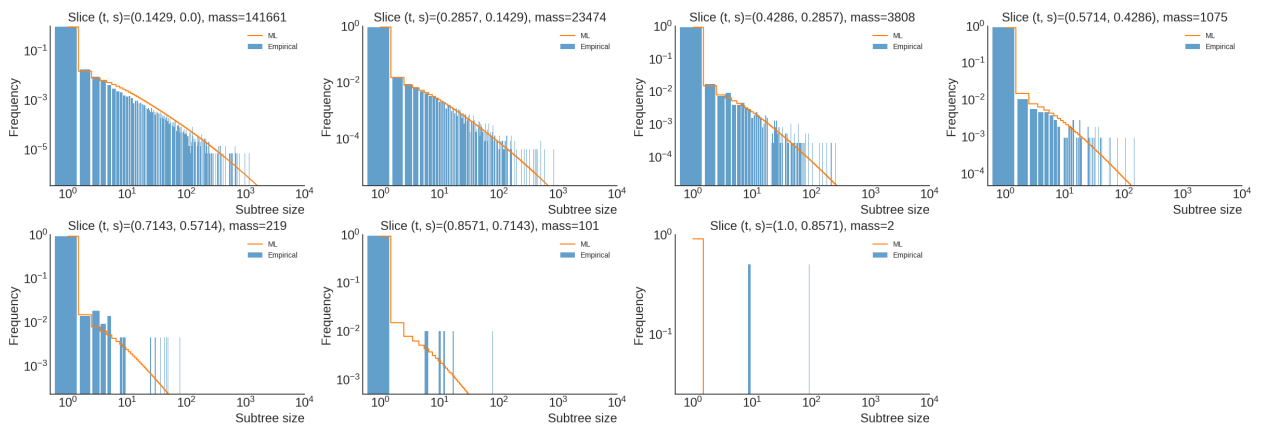 Slice (t, s)=(0.1429, 0.0), mass=141661
ML
Empirical
Frequency
10⁻¹
10⁻³
10⁻⁵
10⁰ 10¹ 10² 10³ 10⁴
Subtree size
Slice (t, s)=(0.2857, 0.1429), mass=23474
ML
Empirical
Frequency
10⁰
10⁻²
10⁻⁴
10⁰ 10¹ 10² 10³ 10⁴
Subtree size
Slice (t, s)=(0.4286, 0.2857), mass=3808
ML
Empirical
Frequency
10⁰
10⁻¹
10⁻²
10⁻³
10⁻⁴
10⁰ 10¹ 10² 10³ 10⁴
Subtree size
Slice (t, s)=(0.5714, 0.4286), mass=1075
ML
Empirical
Frequency
10⁰
10⁻¹
10⁻²
10⁻³
10⁻⁴
10⁰ 10¹ 10² 10³ 10⁴
Subtree size
Slice (t, s)=(0.7143, 0.5714), mass=219
ML
Empirical
Frequency
10⁰
10⁻¹
10⁻²
10⁻³
10⁰ 10¹ 10² 10³ 10⁴
Subtree size
Slice (t, s)=(0.8571, 0.7143), mass=101
ML
Empirical
Frequency
10⁰
10⁻¹
10⁻²
10⁻³
10⁰ 10¹ 10² 10³ 10⁴
Subtree size
Slice (t, s)=(1.0, 0.8571), mass=2
ML
Empirical
Frequency
10⁰
10⁻¹
10⁰ 10¹ 10² 10³ 10⁴
Subtree size